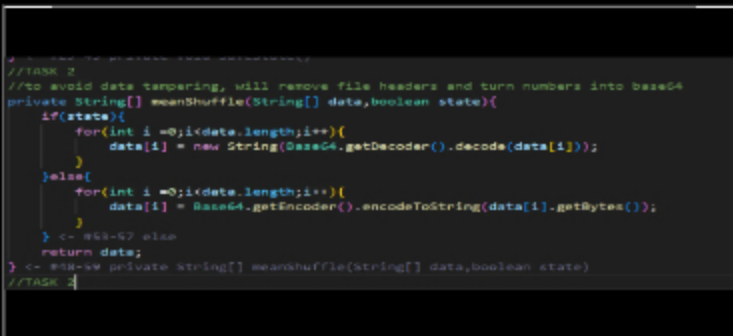 //TASK 2
//to avoid data tampering, will remove file headers and turn numbers into base64
private String[] meanShuffle(String[] data,boolean state){
if(state){
for(int i =0;i<data.length;i++){
data[i] = new String(Base64.getDecoder().decode(data[i]));
}
}else{
for(int i =0;i<data.length;i++){
data[i] = Base64.getEncoder().encodeToString(data[i].getBytes());
}
} <- #53-57 else
return data;
} <- private String[] meanShuffle(String[] data,boolean state)
//TASK 2